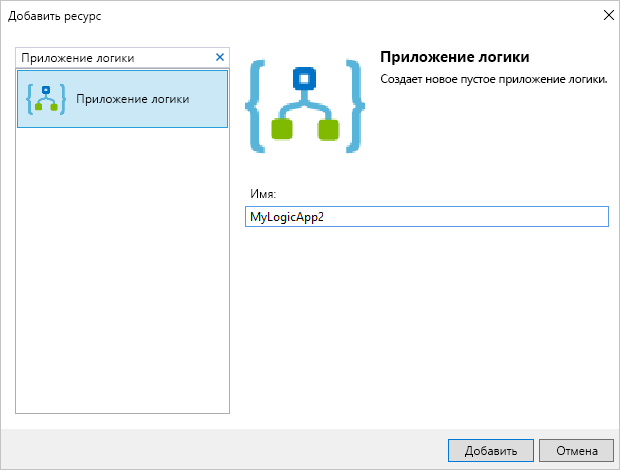 Добавить ресурс
Приложение логики
Приложение логики
Приложение логики
Создает новое пустое приложение логики.
Имя:
MyLogicApp2
Добавить
Отмена